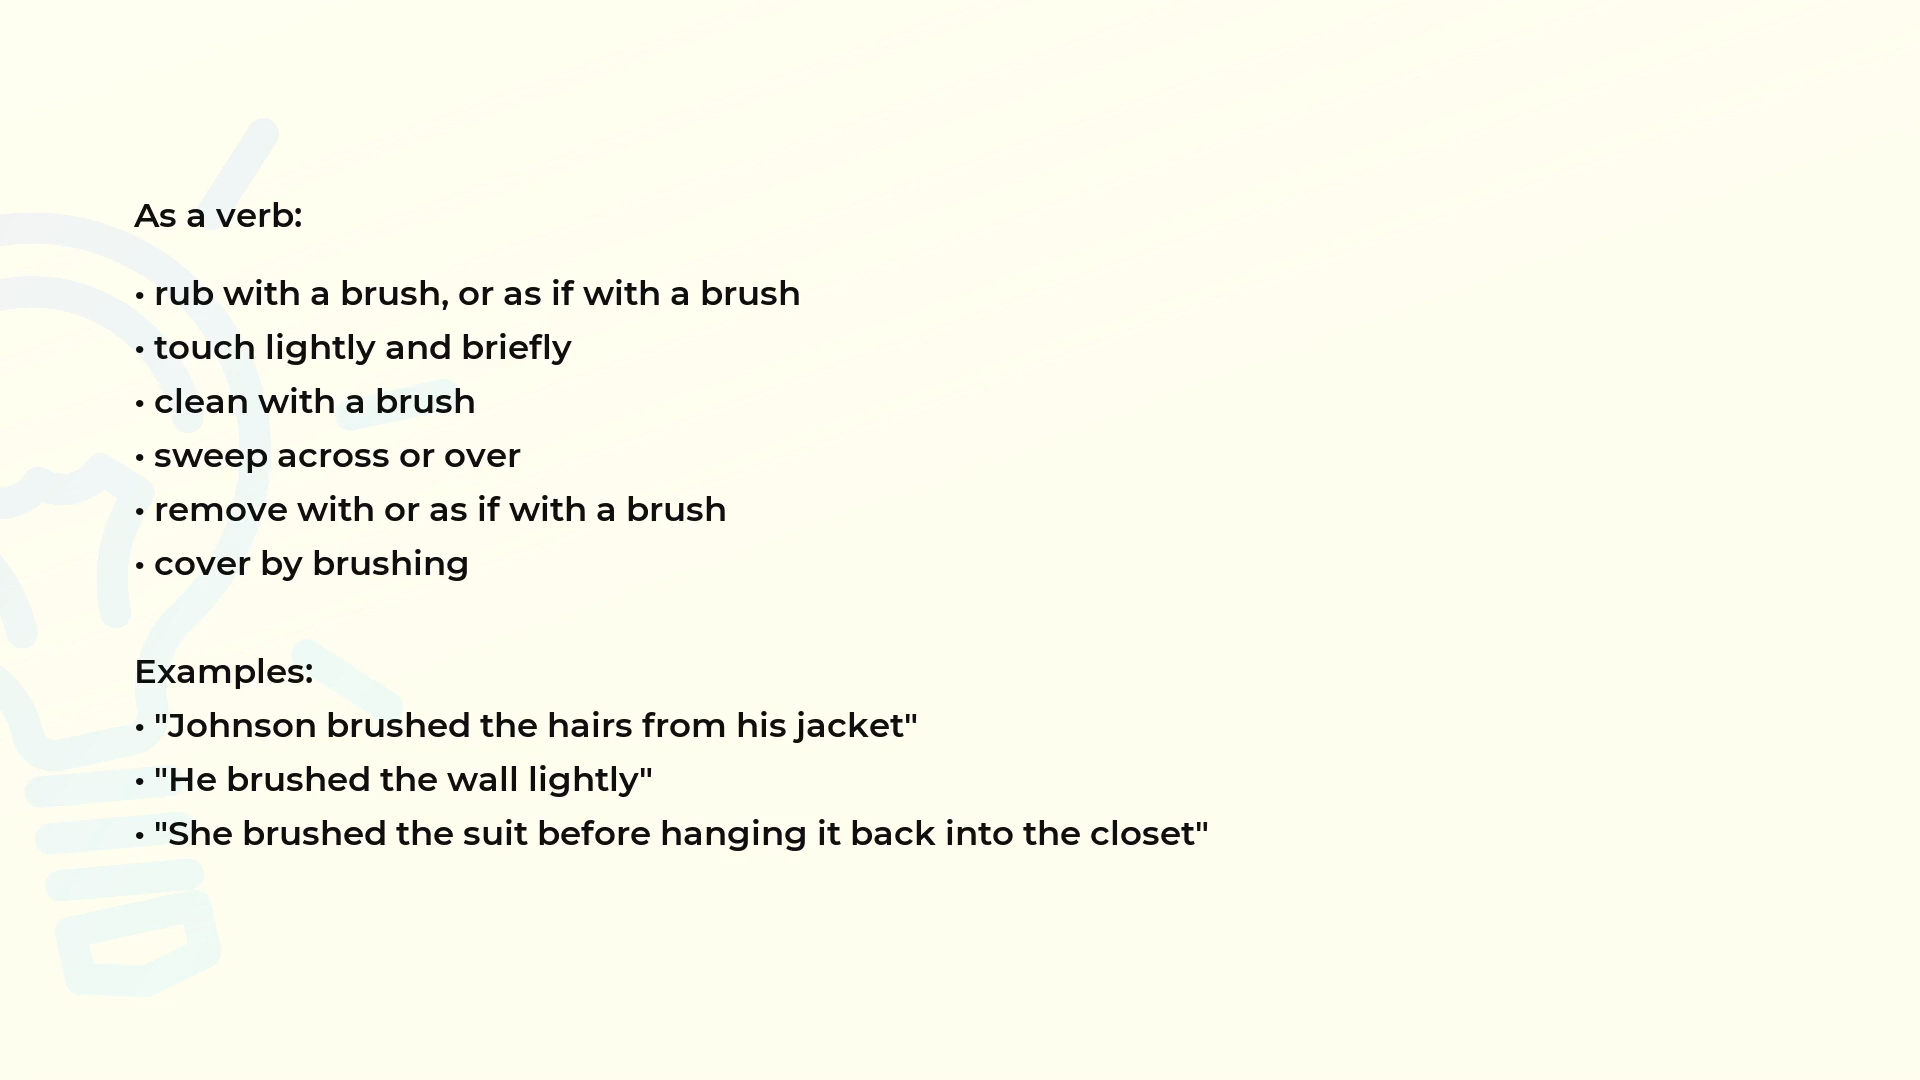 As a verb:
• rub with a brush, or as if with a brush
• touch lightly and briefly
• clean with a brush
• sweep across or over
• remove with or as if with a brush
• cover by brushing
Examples:
• "Johnson brushed the hairs from his jacket"
• "He brushed the wall lightly"
• "She brushed the suit before hanging it back into the closet"